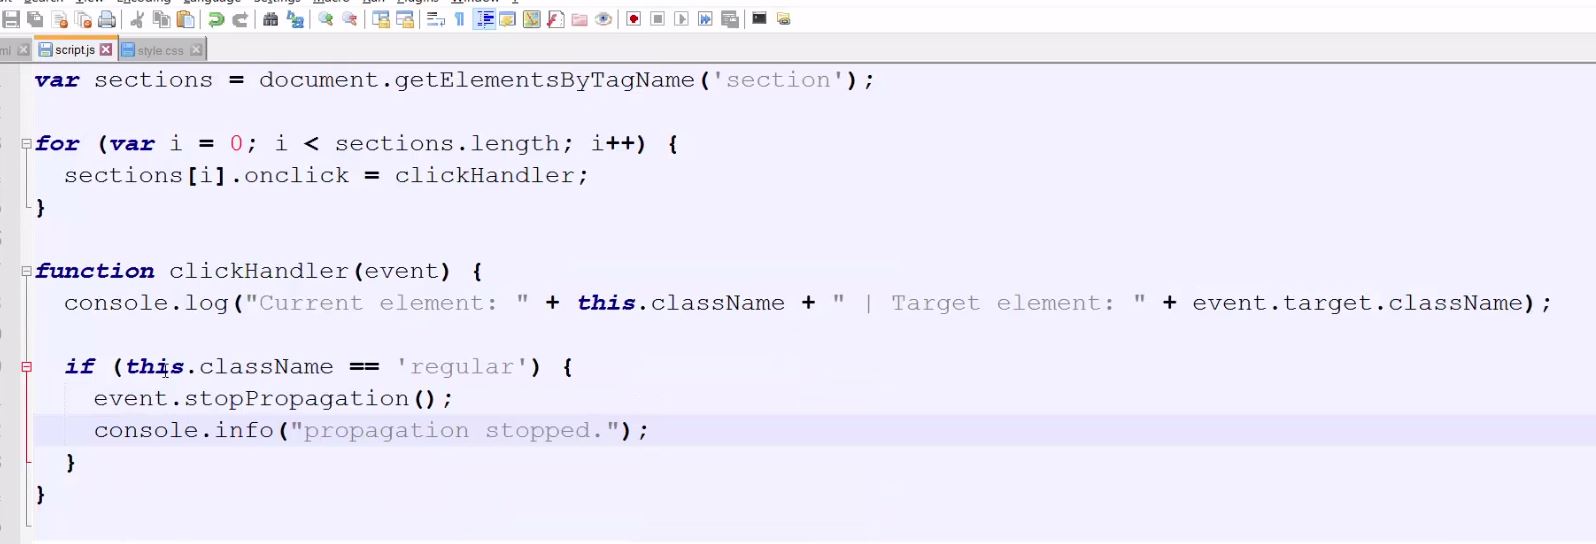 script.js
style.css
var sections = document.getElementsByTagName('section');
for (var i = 0; i < sections.length; i++) {
sections[i].onclick = clickHandler;
}
function clickHandler(event) {
console.log("Current element: " + this.className + " | Target element: " + event.target.className);
if (this.className == 'regular') {
event.stopPropagation();
console.info("propagation stopped.");
}
}